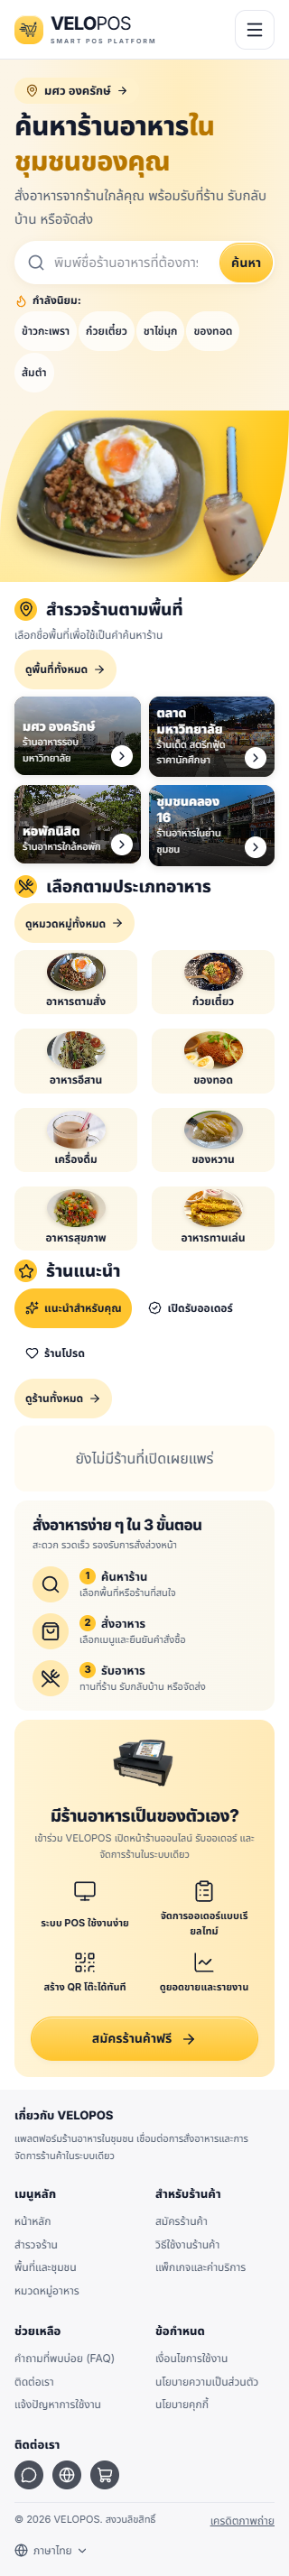 VELOPOS
SMART POS PLATFORM
มศว องครักษ์ →
ค้นหาร้านอาหารใน
ชุมชนของคุณ
สั่งอาหารจากร้านใกล้คุณ พร้อมรับที่ร้าน รับกลับ
บ้าน หรือจัดส่ง
พิมพ์ชื่อร้านอาหารที่ต้องการ
ค้นหา
กำลังนิยม:
ข้าวกะเพรา
ก๋วยเตี๋ยว
ชาไข่มุก
ของทอด
ส้มตำ
สำรวจร้านตามพื้นที่
เลือกชื่อพื้นที่เพื่อใช้เป็นคำค้นหาร้าน
ดูพื้นที่ทั้งหมด →
มศว องครักษ์
ร้านอาหารรอบ
มหาวิทยาลัย
ตลาด
มหาวิทยาลัย
ร้านเด็ด สตรีทฟู้ด
ราคานักศึกษา
หอพักนิสิต
ร้านอาหารใกล้หอพัก
ชุมชนคลอง
16
ร้านอาหารในย่าน
ชุมชน
เลือกตามประเภทอาหาร
ดูหมวดหมู่ทั้งหมด →
อาหารตามสั่ง
ก๋วยเตี๋ยว
อาหารอีสาน
ของทอด
เครื่องดื่ม
ของหวาน
อาหารสุขภาพ
อาหารทานเล่น
ร้านแนะนำ
แนะนำสำหรับคุณ
เปิดรับออเดอร์
ร้านโปรด
ดูร้านทั้งหมด →
ยังไม่มีร้านที่เปิดเผยแพร่
สั่งอาหารง่าย ๆ ใน 3 ขั้นตอน
สะดวก รวดเร็ว รองรับการสั่งล่วงหน้า
1 ค้นหาร้าน
เลือกพื้นที่หรือร้านที่สนใจ
2 สั่งอาหาร
เลือกเมนูและยืนยันคำสั่งซื้อ
3 รับอาหาร
ทานที่ร้าน รับกลับบ้าน หรือจัดส่ง
มีร้านอาหารเป็นของตัวเอง?
เข้าร่วม VELOPOS เปิดหน้าร้านออนไลน์ รับออเดอร์ และ
จัดการร้านในระบบเดียว
ระบบ POS ใช้งานง่าย
จัดการออเดอร์แบบเรี
ยลไทม์
สร้าง QR โต๊ะได้ทันที
ดูยอดขายและรายงาน
สมัครร้านค้าฟรี →
เกี่ยวกับ VELOPOS
แพลตฟอร์มร้านอาหารในชุมชน เชื่อมต่อการสั่งอาหารและการ
จัดการร้านค้าในระบบเดียว
เมนูหลัก
หน้าหลัก
สำรวจร้าน
พื้นที่และชุมชน
หมวดหมู่อาหาร
สำหรับร้านค้า
สมัครร้านค้า
วิธีใช้งานร้านค้า
แพ็กเกจและค่าบริการ
ช่วยเหลือ
คำถามที่พบบ่อย (FAQ)
ติดต่อเรา
แจ้งปัญหาการใช้งาน
ข้อกำหนด
เงื่อนไขการใช้งาน
นโยบายความเป็นส่วนตัว
นโยบายคุกกี้
ติดต่อเรา
© 2026 VELOPOS. สงวนลิขสิทธิ์
เครดิตภาพถ่าย
ภาษาไทย